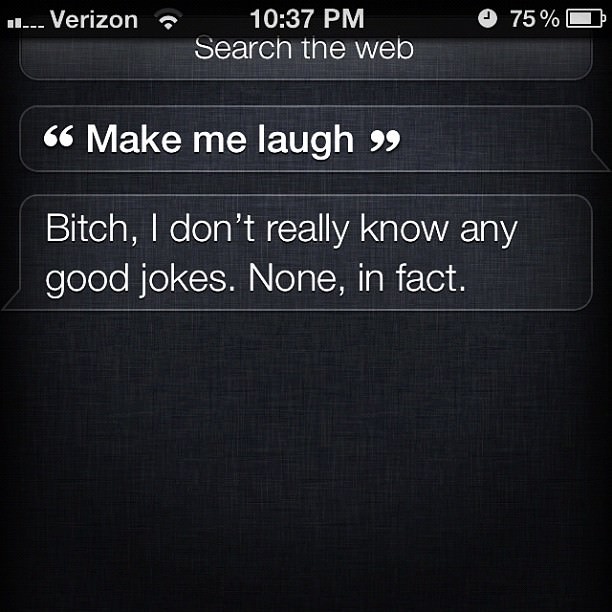 Verizon 10:37 PM 75%
Search the web
“ Make me laugh ”
Bitch, I don’t really know any
good jokes. None, in fact.